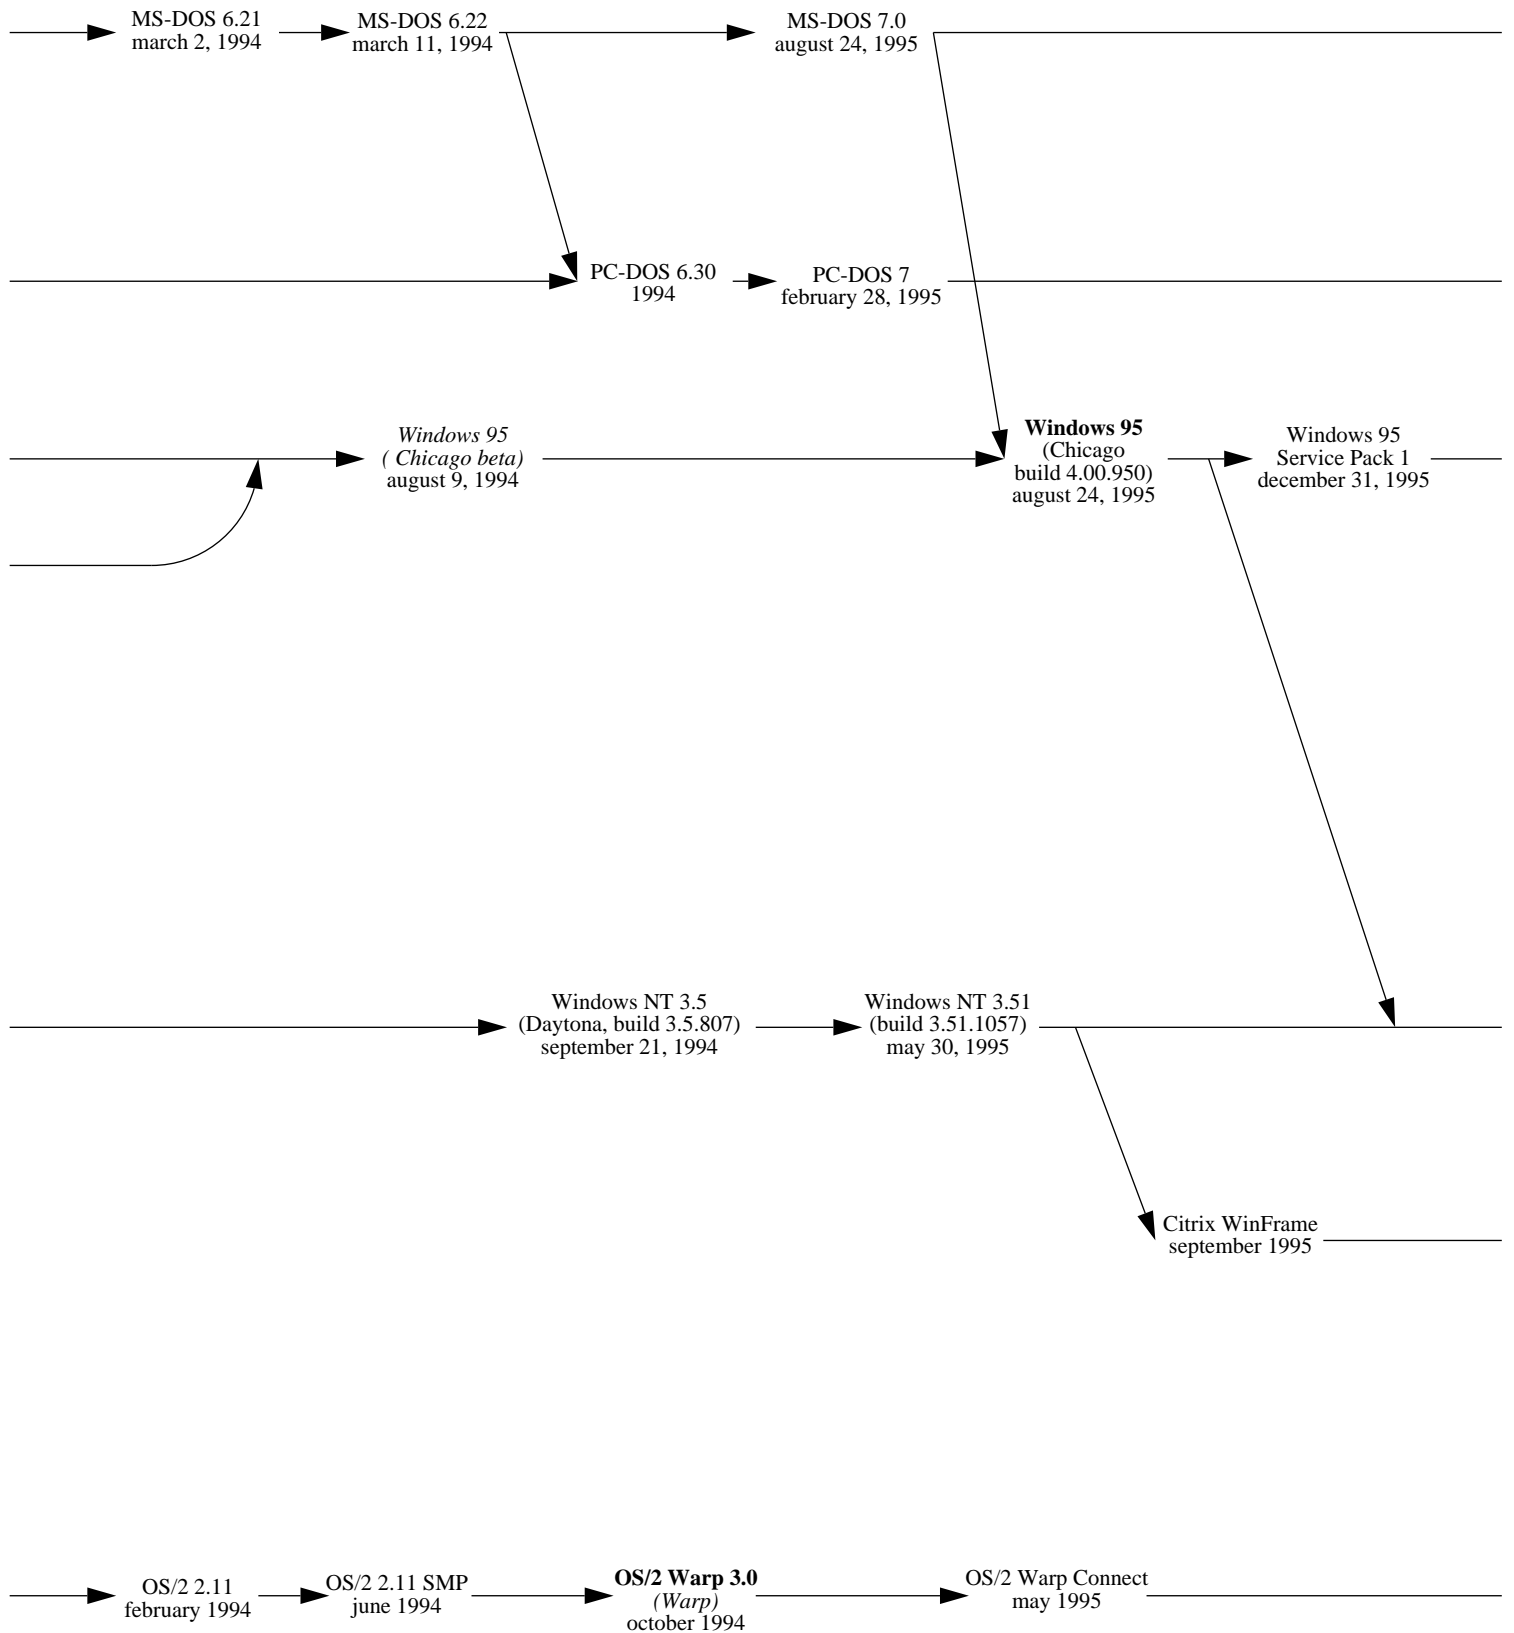 MS-DOS 6.21
march 2, 1994
MS-DOS 6.22
march 11, 1994
MS-DOS 7.0
august 24, 1995
PC-DOS 6.30
1994
PC-DOS 7
february 28, 1995
Windows 95
( Chicago beta)
august 9, 1994
Windows 95
(Chicago
build 4.00.950)
august 24, 1995
Windows 95
Service Pack 1
december 31, 1995
Windows NT 3.5
(Daytona, build 3.5.807)
september 21, 1994
Windows NT 3.51
(build 3.51.1057)
may 30, 1995
Citrix WinFrame
september 1995
OS/2 2.11
february 1994
OS/2 2.11 SMP
june 1994
OS/2 Warp 3.0
(Warp)
october 1994
OS/2 Warp Connect
may 1995